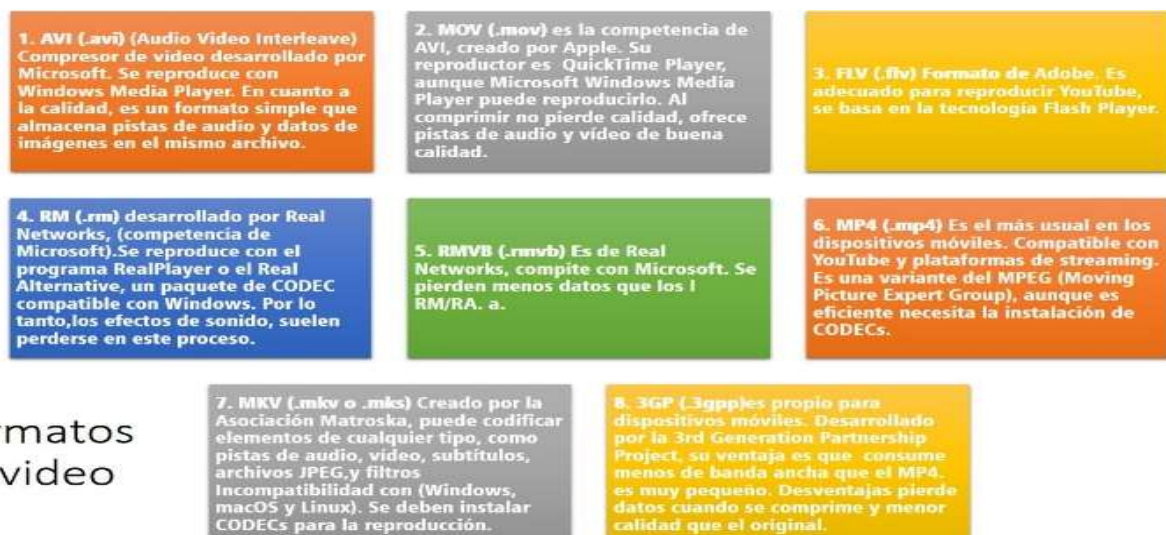 1. AVI (.avi) (Audio Video Interleave)
Compresor de video desarrollado por
Microsoft. Se reproduce con
Windows Media Player. En cuanto a
la calidad, es un formato simple que
almacena pistas de audio y datos de
imágenes en el mismo archivo.
2. MOV (.mov) es la competencia de
AVI, creado por Apple. Su
reproductor es QuickTime Player,
aunque Microsoft Windows Media
Player puede reproducirlo. Al
comprimir no pierde calidad, ofrece
pistas de audio y vídeo de buena
calidad.
3. FLV (.flv) Formato de Adobe. Es
adecuado para reproducir YouTube,
se basa en la tecnología Flash Player.
4. RM (.rm) desarrollado por Real
Networks, (competencia de
Microsoft).Se reproduce con el
programa RealPlayer o el Real
Alternative, un paquete de CODEC
compatible con Windows. Por lo
tanto,los efectos de sonido, suelen
perderse en este proceso.
5. RMVB (.rmvb) Es de Real
Networks, compite con Microsoft. Se
pierden menos datos que los l
RM/RA. a.
6. MP4 (.mp4) Es el más usual en los
dispositivos móviles. Compatible con
YouTube y plataformas de streaming.
Es una variante del MPEG (Moving
Picture Expert Group), aunque es
eficiente necesita la instalación de
CODECs.
rmatos
video
7. MKV (.mkv o .mks) Creado por la
Asociación Matroska, puede codificar
elementos de cualquier tipo, como
pistas de audio, vídeo, subtítulos,
archivos JPEG,y filtros
Incompatibilidad con (Windows,
macOS y Linux). Se deben instalar
CODECs para la reproducción.
8. 3GP (.3gpp)es propio para
dispositivos móviles. Desarrollado
por la 3rd Generation Partnership
Project, su ventaja es que consume
menos de banda ancha que el MP4.
es muy pequeño. Desventajas pierde
datos cuando se comprime y menor
calidad que el original.